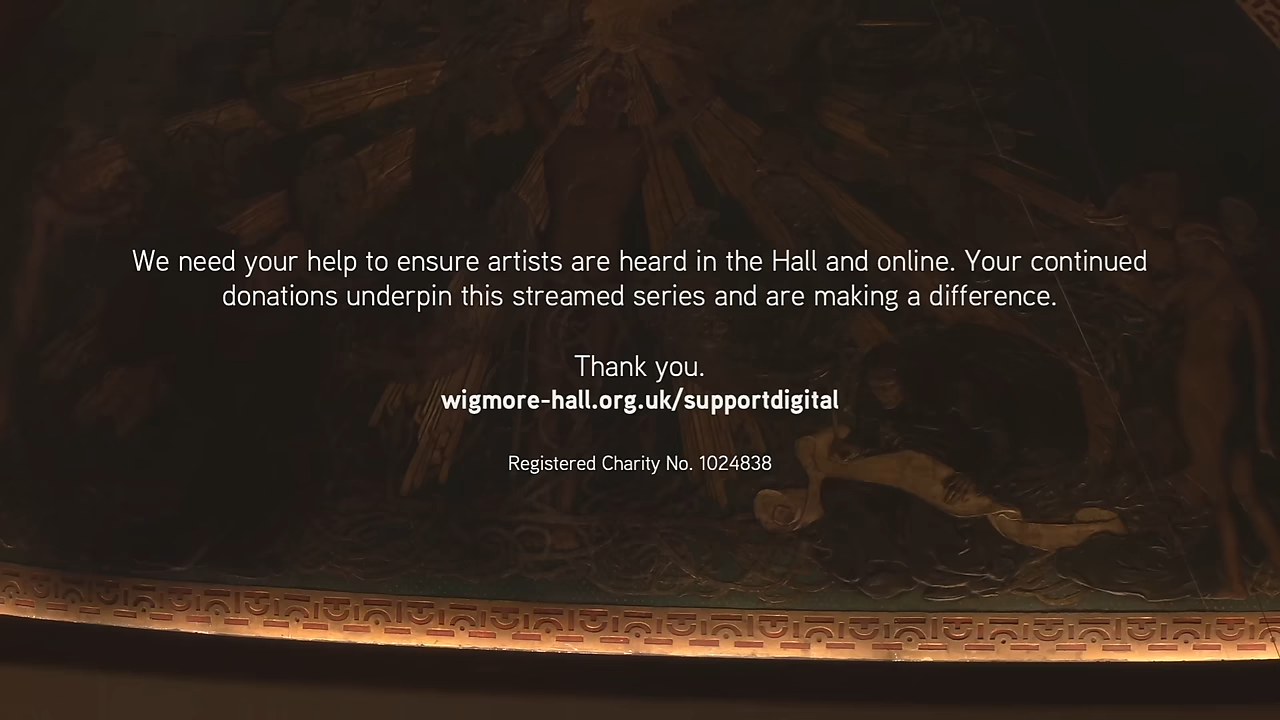 We need your help to ensure artists are heard in the Hall and online. Your continued
donations underpin this streamed series and are making a difference.
Thank you.
wigmore-hall.org.uk/supportdigital
Registered Charity No. 1024838